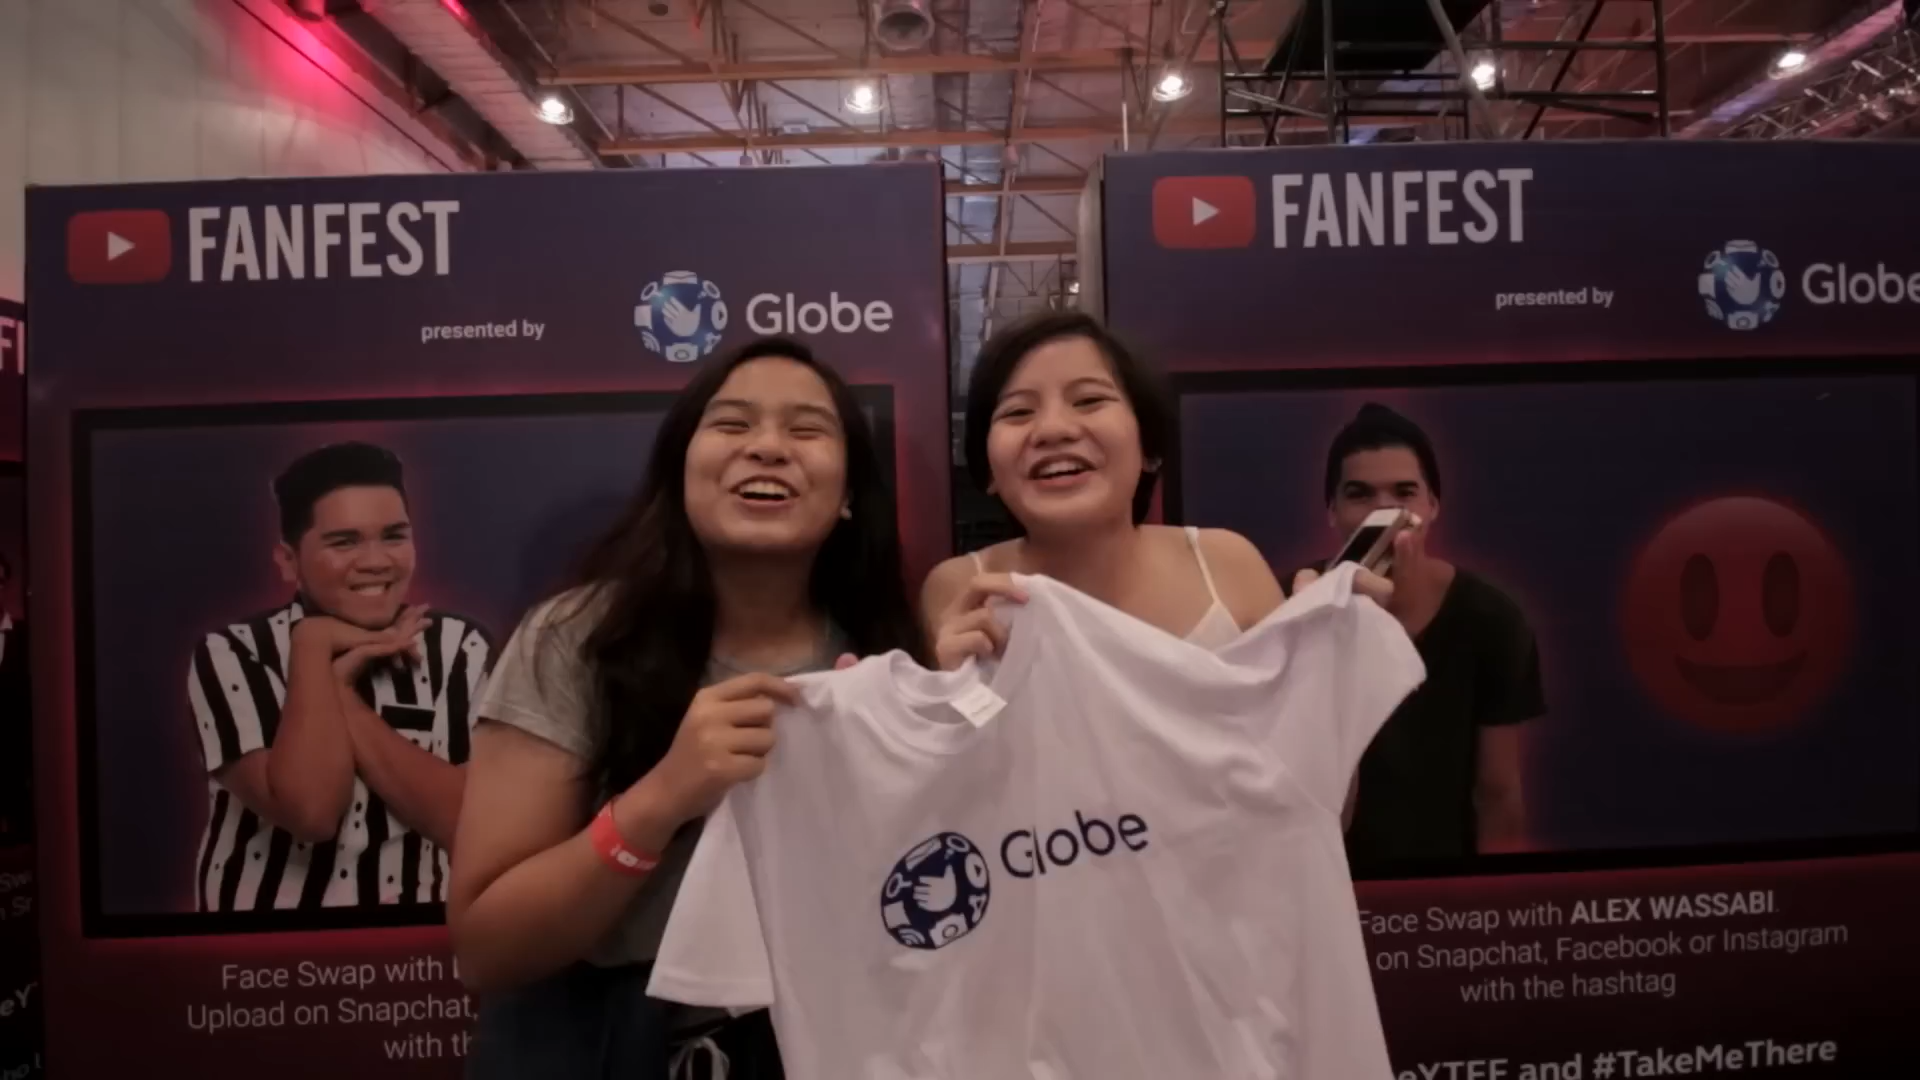 FANFEST
presented by
Globe
Face Swap with
Upload on Snapchat,
with
FANFEST
presented by
Globe
Face Swap with ALEX WASSABI.
on Snapchat, Facebook or Instagram
with the hashtag
and #TakeMeThere
Globe